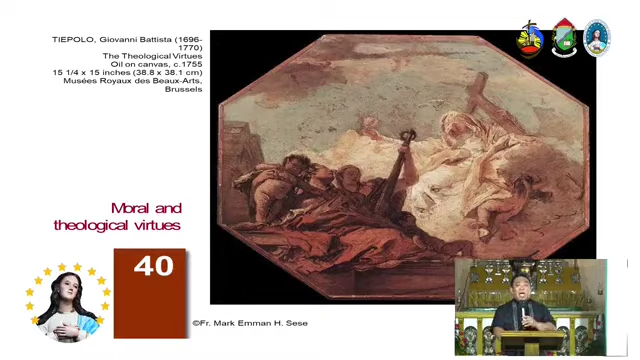 TIEPOLO, Giovanni Battista (1696-
1770)
The Theological Virtues
Oil on canvas, c.1755
15 1/4 x 15 inches (38.8 x 38.1 cm)
Musées Royaux des Beaux-Arts,
Brussels
Moral and
theological virtues
40
©Fr. Mark Emman H. Sese